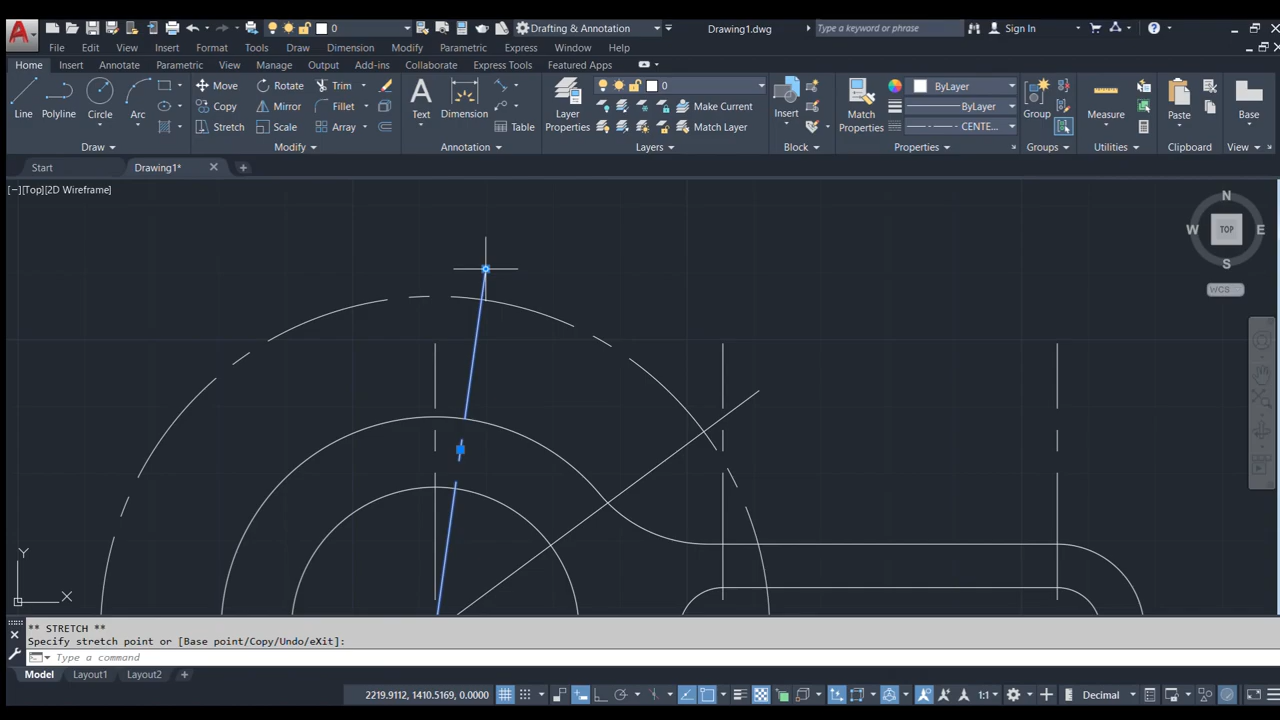 A 0 Drafting & Annotation Drawing1.dwg Type a keyword or phrase Sign In
File Edit View Insert Format Tools Draw Dimension Modify Parametric Express Window Help
Home Insert Annotate Parametric View Manage Output Add-ins Collaborate Express Tools Featured Apps
Line Polyline Circle Arc Move Rotate Trim Text Dimension Layer Properties 0 Insert Match Properties ByLayer Group Measure Paste Base
Copy Mirror Fillet Make Current ByLayer
Stretch Scale Array Table Match Layer CENTE...
Draw Modify Annotation Layers Block Properties Groups Utilities Clipboard View
Start Drawing1* +
[−][Top][2D Wireframe]
N
W TOP E
S
WCS
Y
X
** STRETCH **
Specify stretch point or [Base point/Copy/Undo/eXit]:
Type a command
Model Layout1 Layout2 +
2219.9112, 1410.5169, 0.0000 1:1 Decimal